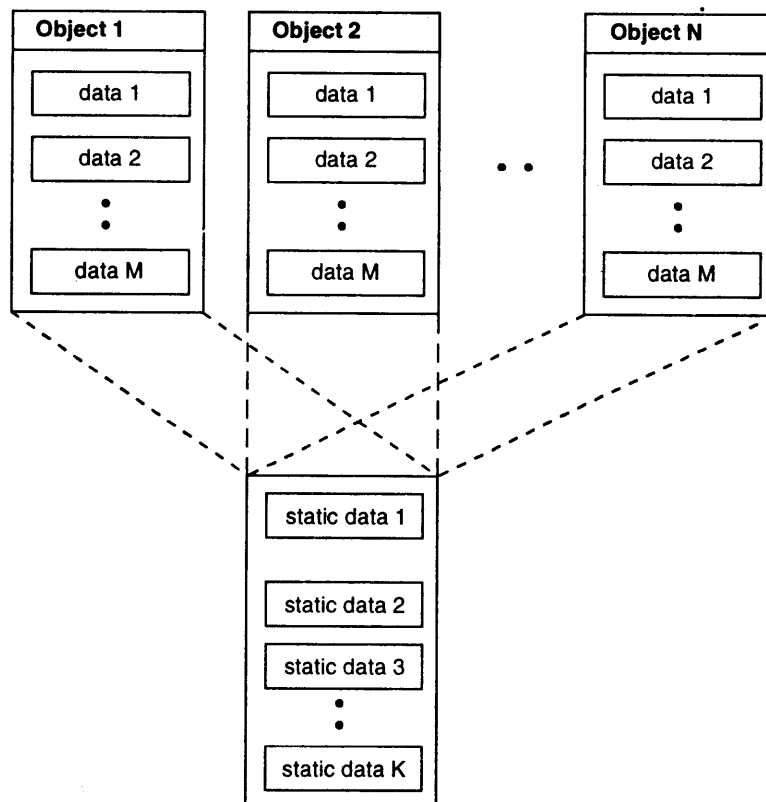 Object 1
data 1
data 2
data M
Object 2
data 1
data 2
data M
Object N
data 1
data 2
data M
static data 1
static data 2
static data 3
static data K